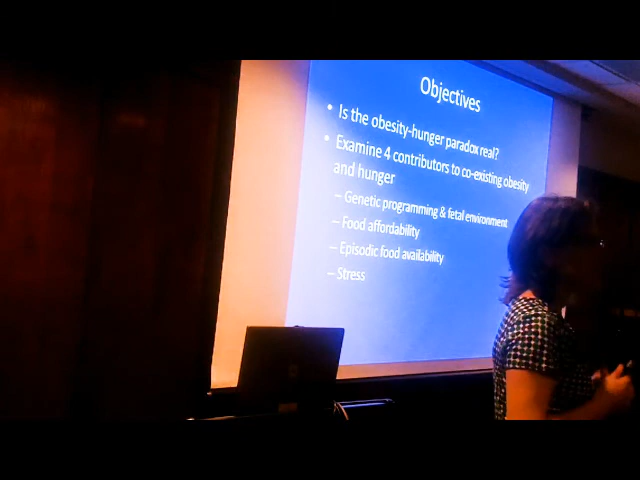 Objectives
• Is the obesity-hunger paradox real?
• Examine 4 contributors to co-existing obesity
and hunger
– Genetic programming & fetal environment
– Food affordability
– Episodic food availability
– Stress